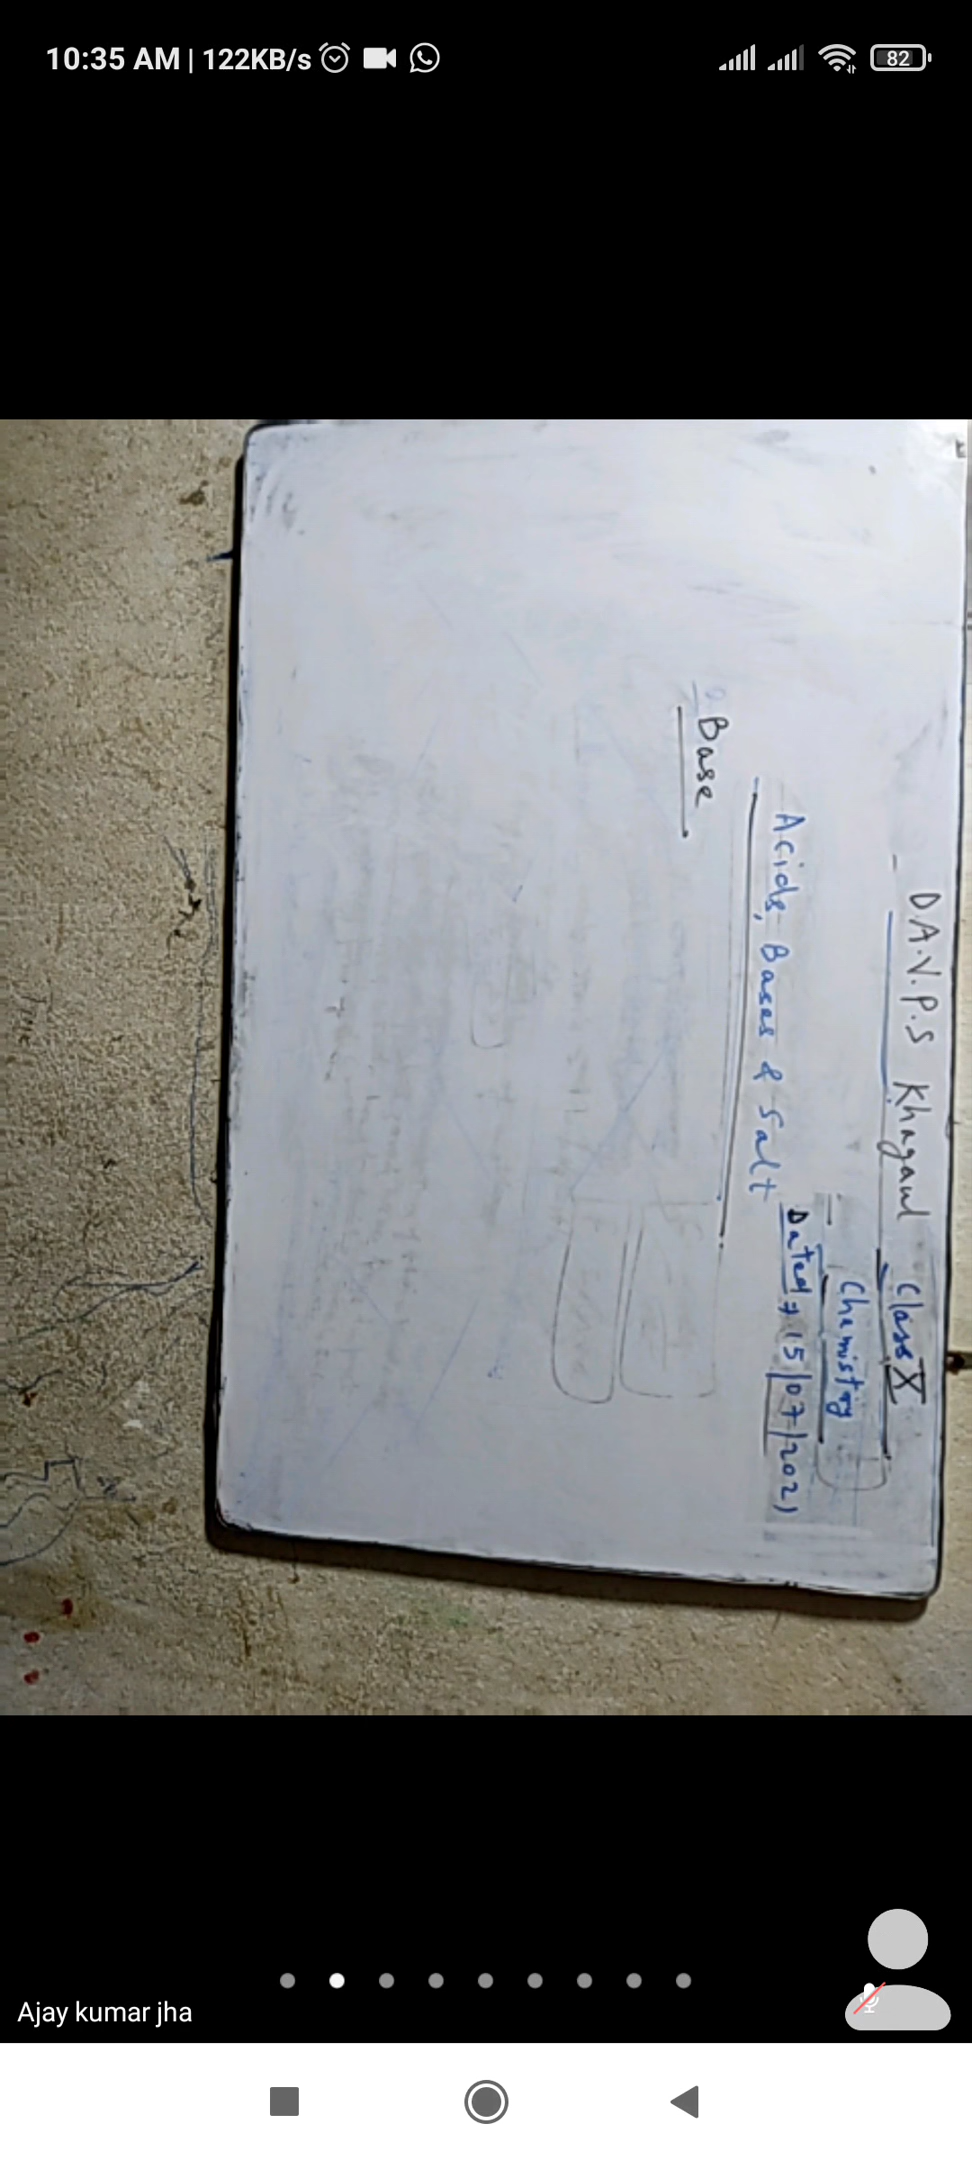 10:35 AM | 122KB/s
82
D.A.V.P.S Khagaul Class X
Chemistry
Dated → 15/07/2021
Acids, Bases & Salt
Base
Ajay kumar jha